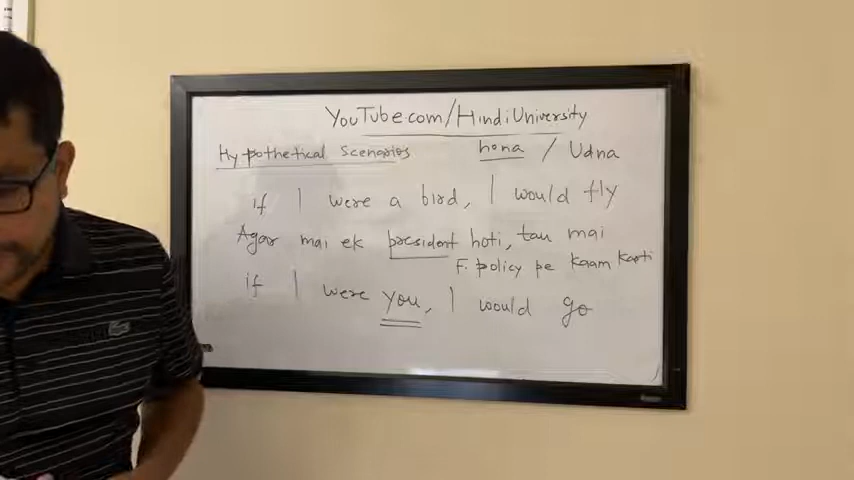 YouTube.com/HindiUniversity
Hypothetical Scenarios hona / Udna
if I were a bird, I would fly
Agar mai ek president hoti, tau mai
F. policy pe kaam karti
if I were you, I would go